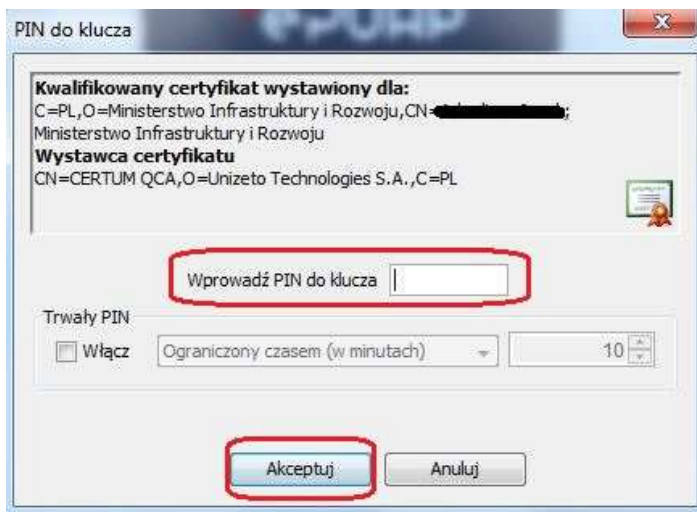 ePUAP
PIN do klucza
Kwalifikowany certyfikat wystawiony dla:
C=PL,O=Ministerstwo Infrastruktury i Rozwoju,CN=
Ministerstwo Infrastruktury i Rozwoju
Wystawca certyfikatu
CN=CERTUM QCA,O=Unizeto Technologies S.A.,C=PL
Wprowadź PIN do klucza
Trwały PIN
Włącz Ograniczony czasem (w minutach) 10
Akceptuj Anuluj